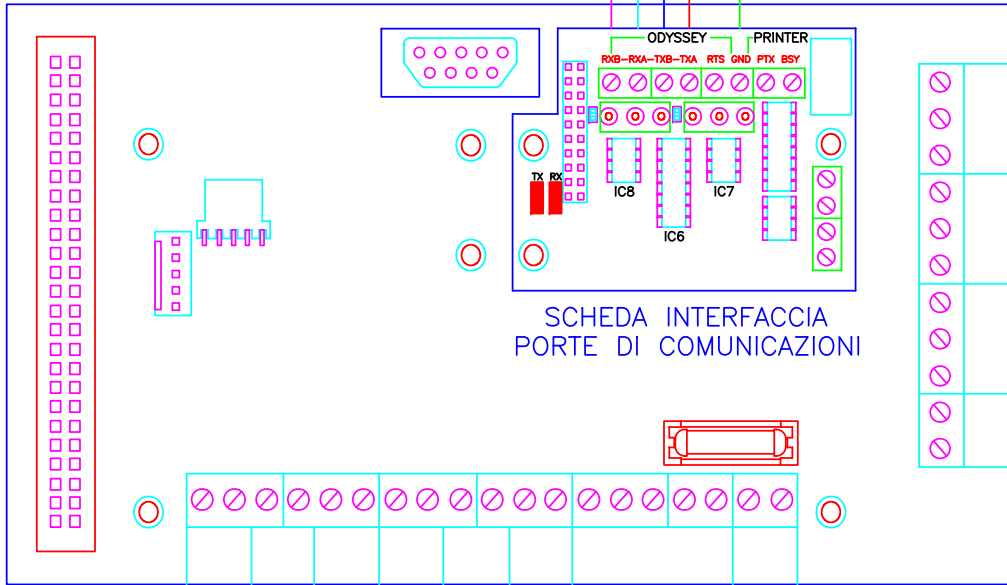 ODYSSEY PRINTER
RXB-RXA-TXB-TXA RTS GND PTX BSY
TX RX
IC8 IC7
IC6
SCHEDA INTERFACCIA
PORTE DI COMUNICAZIONI